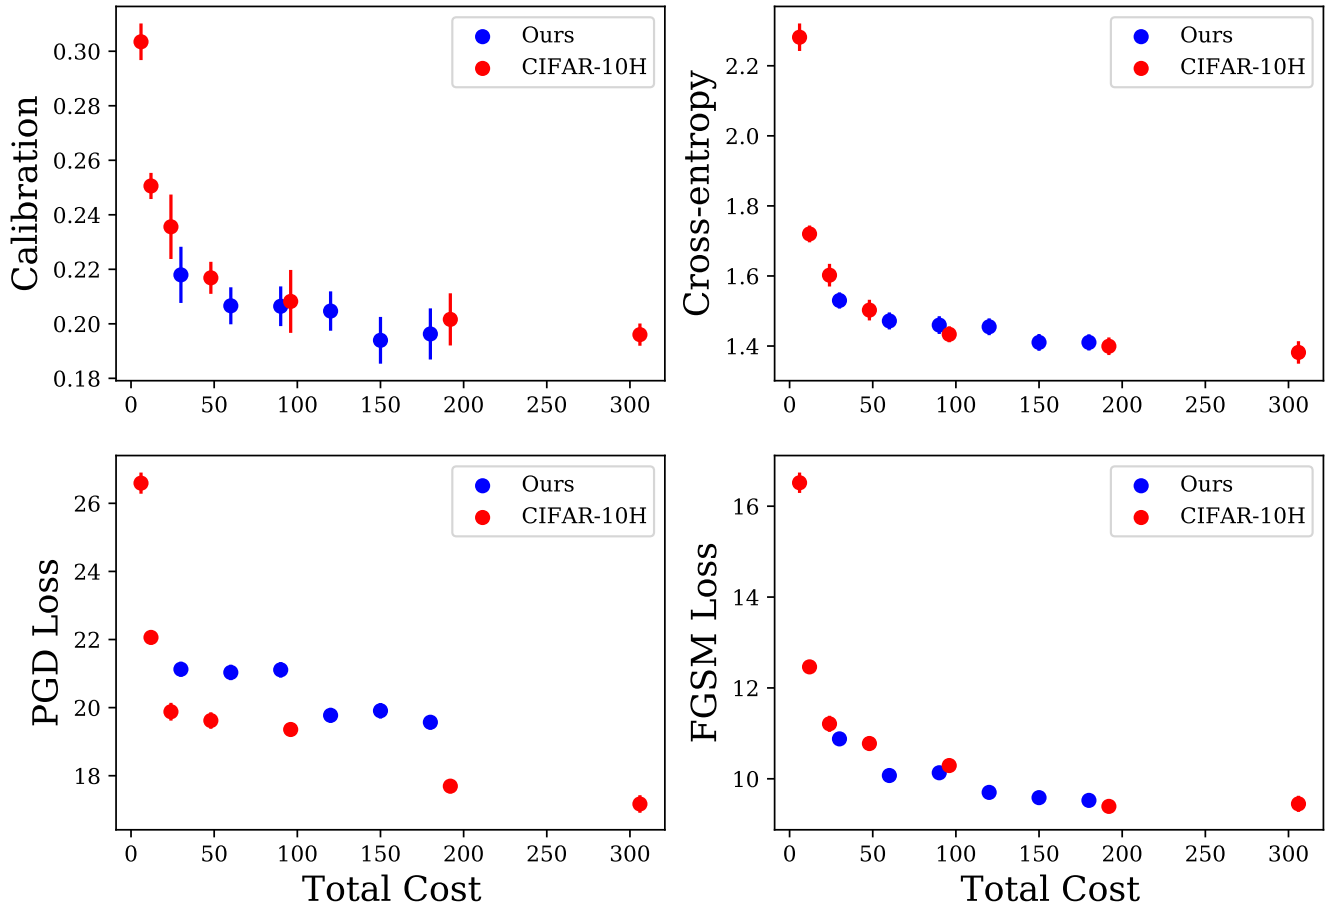 Calibration
0.30
0.28
0.26
0.24
0.22
0.20
0.18
0 50 100 150 200 250 300
Ours
CIFAR-10H
Cross-entropy
2.2
2.0
1.8
1.6
1.4
0 50 100 150 200 250 300
Ours
CIFAR-10H
PGD Loss
26
24
22
20
18
0 50 100 150 200 250 300
Total Cost
Ours
CIFAR-10H
FGSM Loss
16
14
12
10
0 50 100 150 200 250 300
Total Cost
Ours
CIFAR-10H